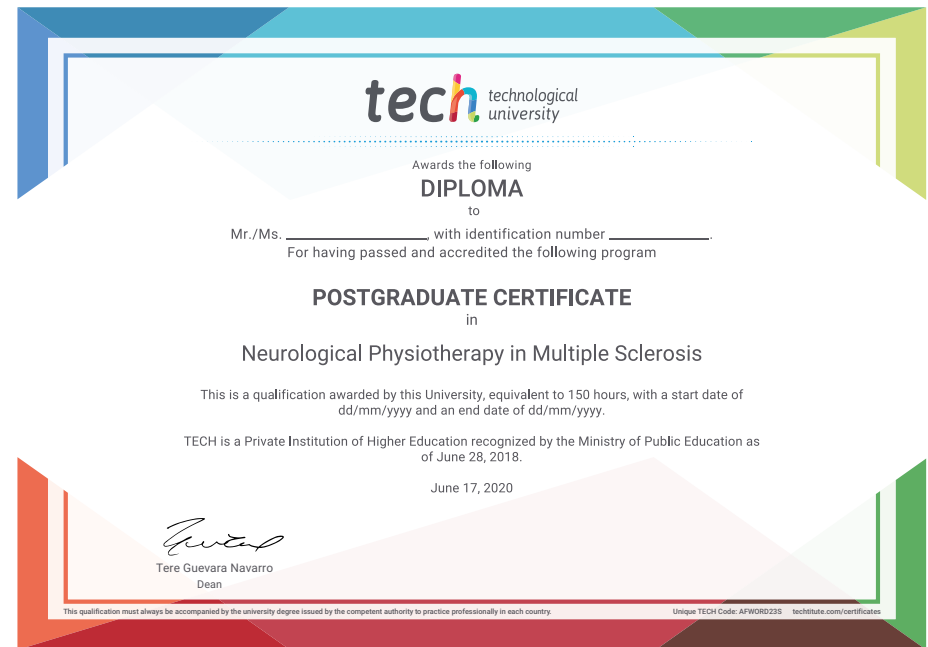 tech technological
university
Awards the following
DIPLOMA
to
Mr./Ms. ____________________, with identification number ______________.
For having passed and accredited the following program
POSTGRADUATE CERTIFICATE
in
Neurological Physiotherapy in Multiple Sclerosis
This is a qualification awarded by this University, equivalent to 150 hours, with a start date of
dd/mm/yyyy and an end date of dd/mm/yyyy.
TECH is a Private Institution of Higher Education recognized by the Ministry of Public Education as
of June 28, 2018.
June 17, 2020
Tere Guevara Navarro
Dean
This qualification must always be accompanied by the university degree issued by the competent authority to practice professionally in each country.
Unique TECH Code: AFWORD23S techtitute.com/certificates